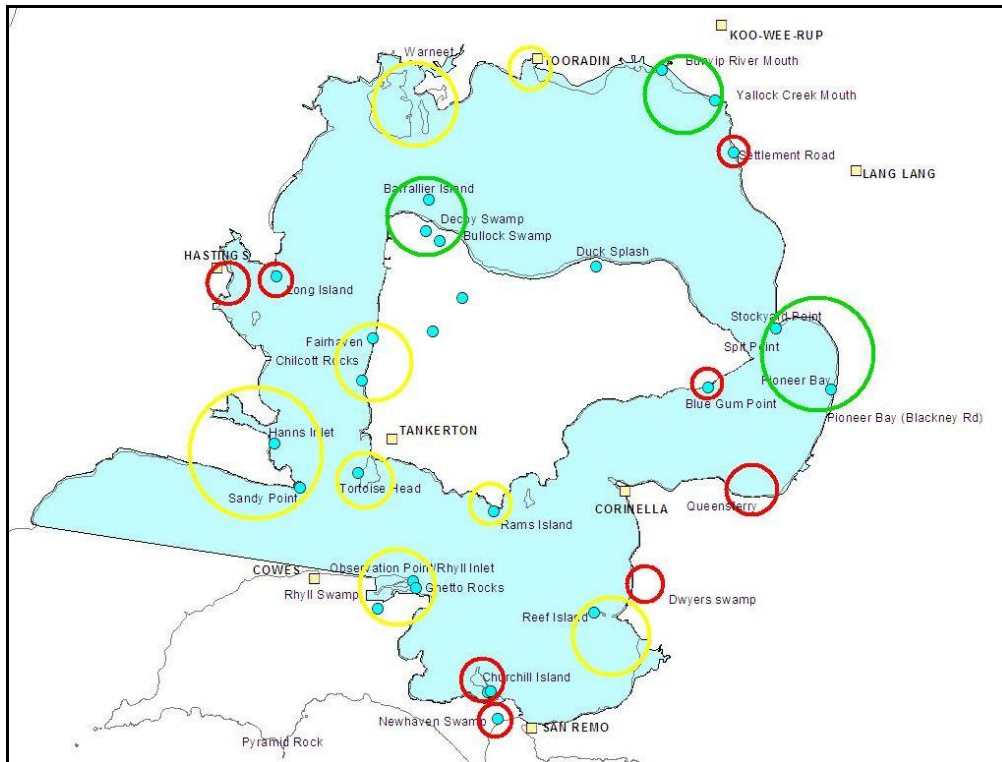 KOO-WEE-RUP
Warneet
TOORADIN
Bunyip River Mouth
Yallock Creek Mouth
Settlement Road
LANG LANG
Barrallier Island
Decoy Swamp
Bullock Swamp
HASTINGS
Duck Splash
Long Island
Stockyard Point
Fairhaven
Spit Point
Chilcott Rocks
Pioneer Bay
Blue Gum Point
Pioneer Bay (Blackney Rd)
Hanns Inlet
TANKERTON
Sandy Point
Tortoise Head
CORINELLA
Queensferry
Rams Island
COWES
Observation Point/Rhyll Inlet
Rhyll Swamp
Ghetto Rocks
Dwyers swamp
Reef Island
Churchill Island
Newhaven Swamp
SAN REMO
Pyramid Rock